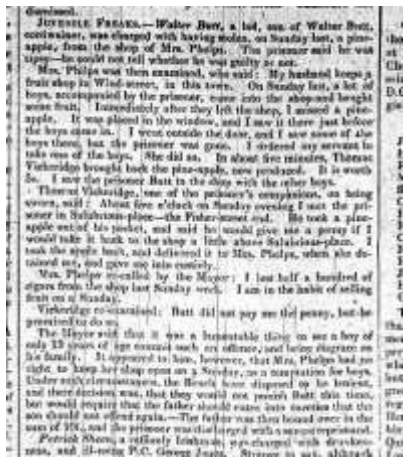 dismissed.
JUVENILE FREAKS.—Walter Butt, a lad, son of Walter Butt,
cordwainer, was charged with having stolen, on Sunday last, a pine-
apple, from the shop of Mrs. Phelps. The prisoner said he was
tipsy—he could not tell whether he was guilty or not.
Mrs. Phelps was then examined, who said: My husband keeps a
fruit shop in Wind-street, in this town. On Sunday last, a lot of
boys, accompanied by the prisoner, came into the shop and bought
some fruit. Immediately after they left the shop, I missed a pine-
apple. It was placed in the window, and I saw it there just before
the boys came in. I went outside the door, and I saw some of the
boys there, but the prisoner was gone. I ordered my servant to
take one of the boys. She did so. In about five minutes, Thomas
Vickeridge brought back the pine-apple, now produced. It is worth
I saw the prisoner Butt in the shop with the other boys.
Thomas Vickeridge, one of the prisoner's companions, on being
sworn, said: About five o'clock on Sunday evening I met the pri-
soner in Salubrious-place—the Fisher-street end. He took a pine-
apple out of his pocket, and said he would give me a penny if I
would take it back to the shop a little above Salubrious-place. I
took the apple back, and delivered it to Mrs. Phelps, when she de-
tained me, and gave me into custody.
Mrs. Phelps re-called by the Mayor: I lost half a hundred of
cigars from the shop last Sunday week. I am in the habit of selling
fruit on a Sunday.
Vickeridge re-examined: Butt did not pay me the penny, but he
promised to do so.
The Mayor said that it was a lamentable thing to see a boy of
only 13 years of age commit such an offence, and bring disgrace on
his family. It appeared to him, however, that Mrs. Phelps had no
right to keep her shop open on a Sunday, as a temptation for boys.
Under such circumstances, the Bench were disposed to be lenient,
and their decision was, that they would not punish Butt this time,
but would require that the father should enter into sureties that the
son should not offend again.—The father was then bound over in the
sum of and the prisoner was discharged with a reprimand.
Patrick Shea, a Irishman, was charged with drunken-
ness, and P.C. George